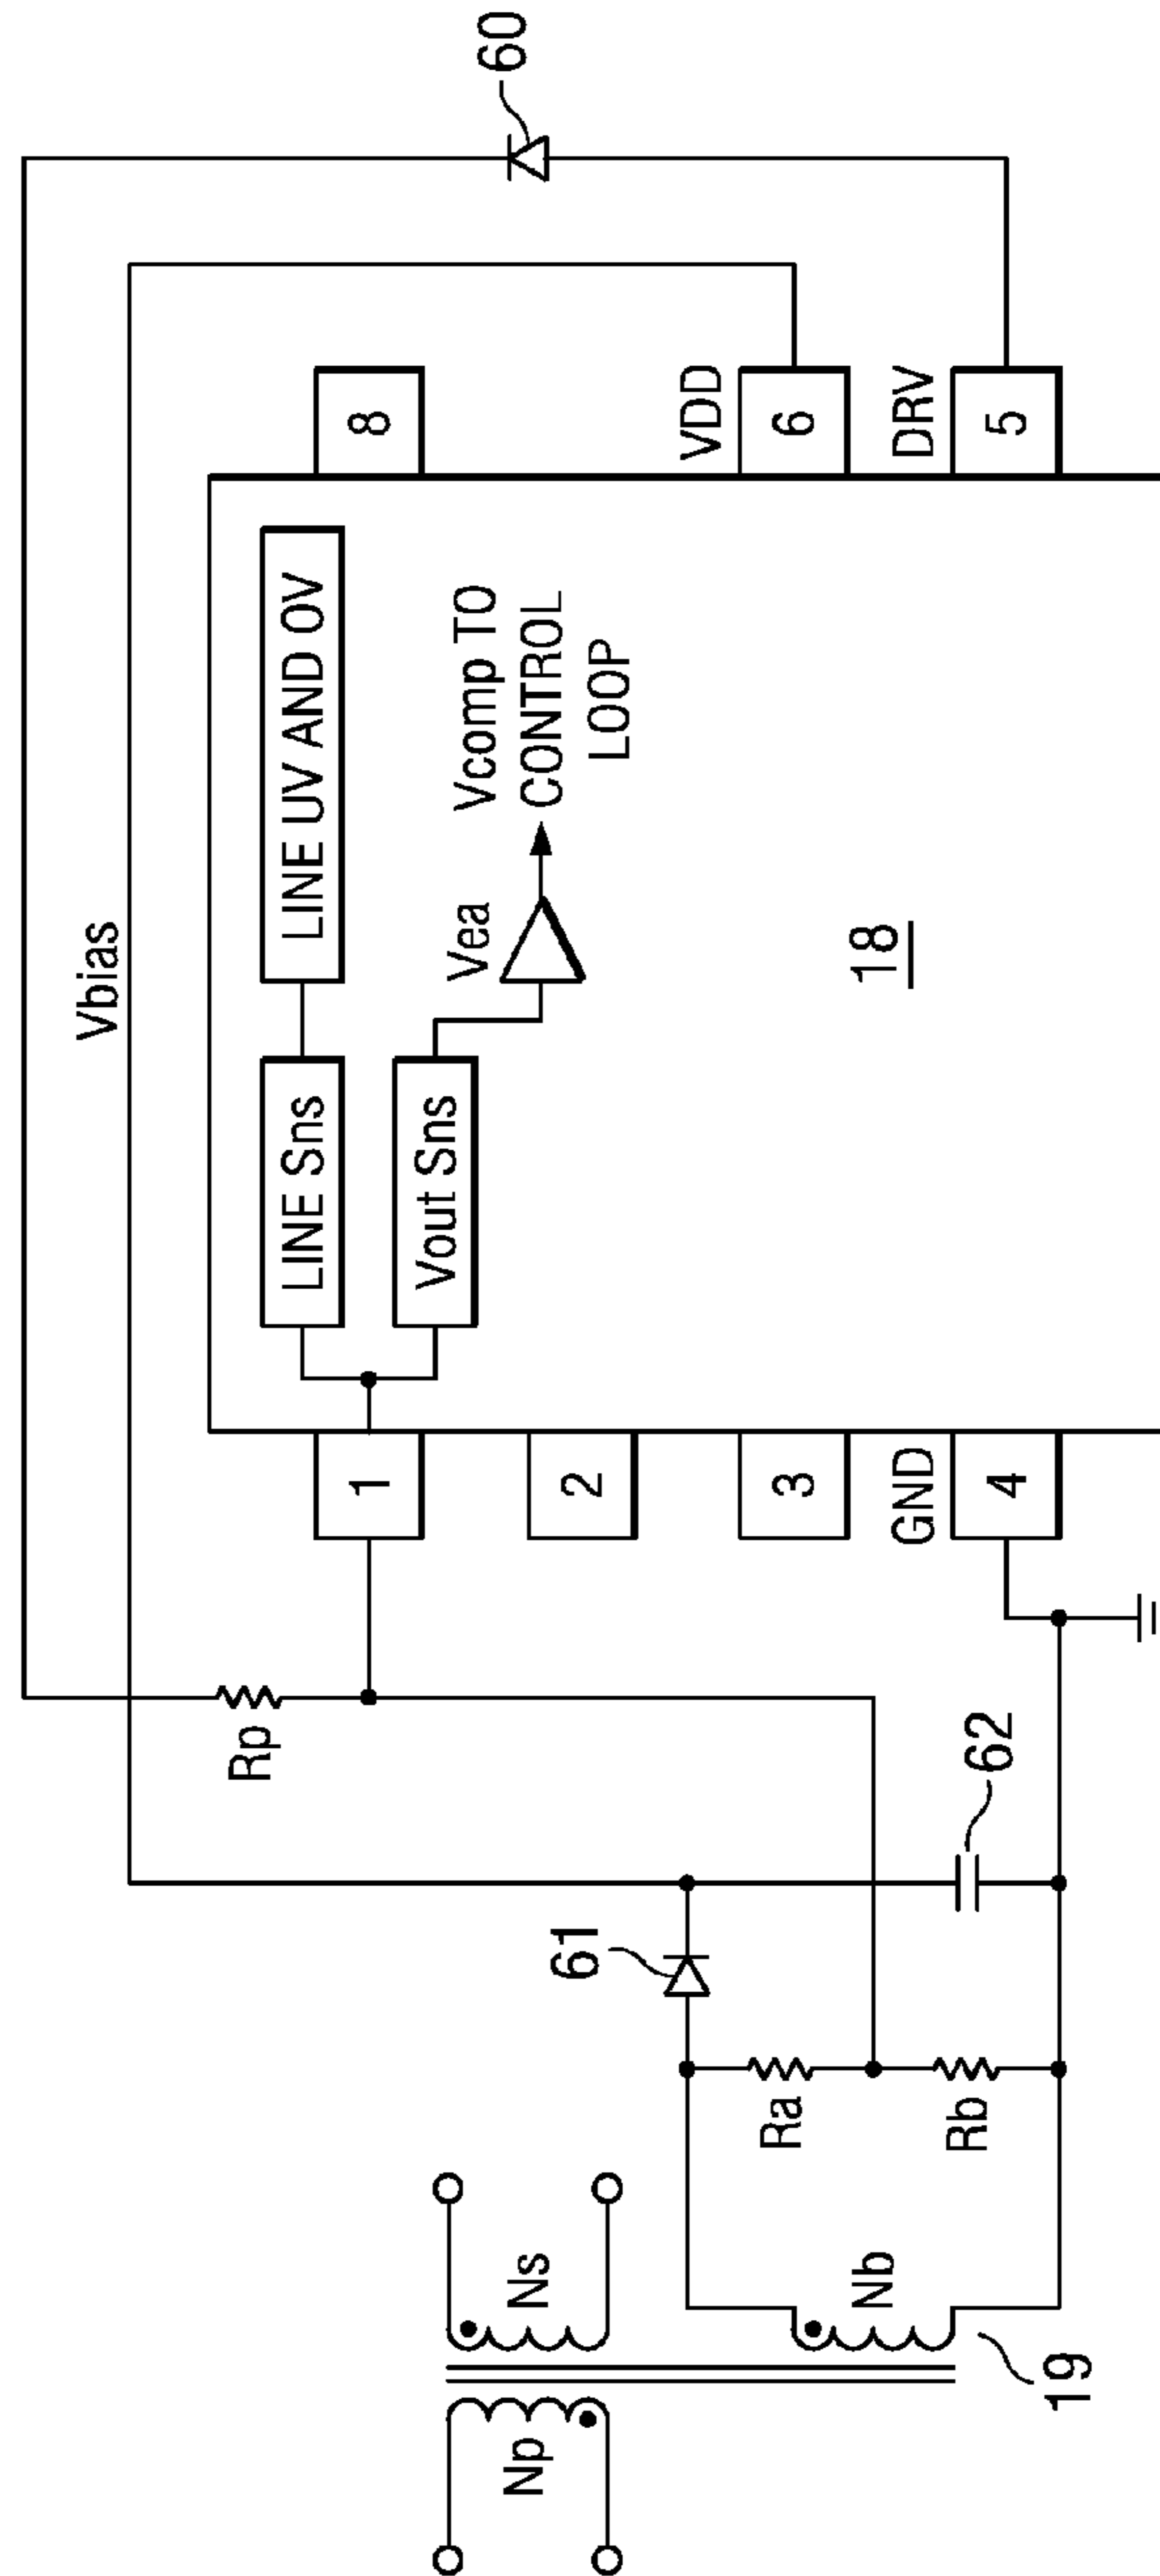 Vbias
Rp
LINE Sns
LINE UV AND OV
1
8
Vout Sns
Vea
Vcomp TO
CONTROL
LOOP
60
Np
Ns
61
2
VDD
Ra
3
6
Nb
18
GND
DRV
Rb
62
4
5
19